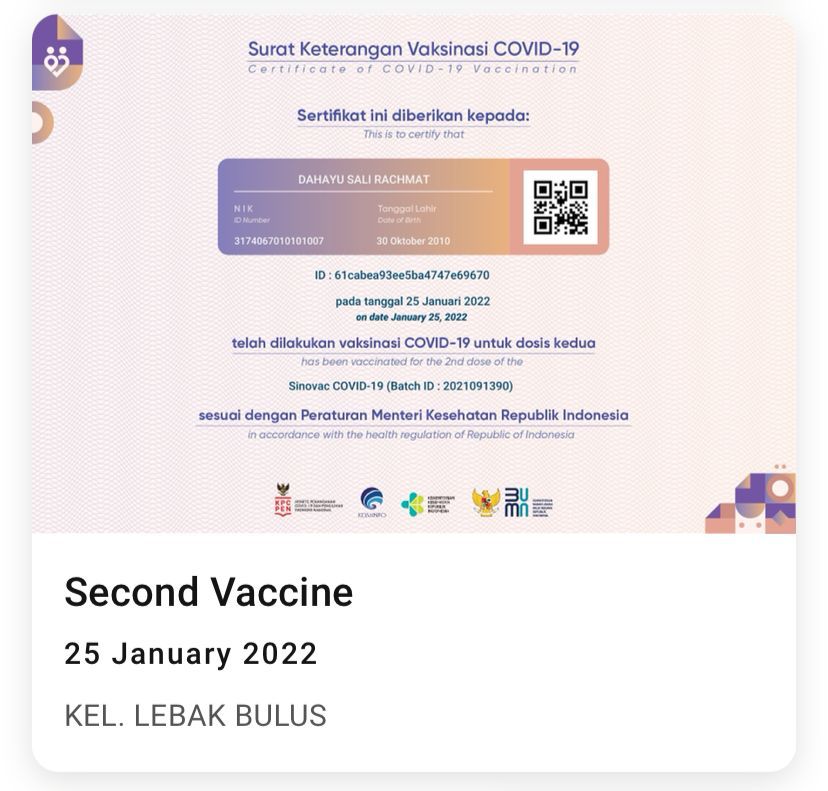 Surat Keterangan Vaksinasi COVID-19
Certificate of COVID-19 Vaccination
Sertifikat ini diberikan kepada:
This is to certify that
DAHAYU SALI RACHMAT
NIK Tanggal Lahir
ID Number Date of Birth
3174067010101007 30 Oktober 2010
ID : 61cabea93ee5ba4747e69670
pada tanggal 25 Januari 2022
on date January 25, 2022
telah dilakukan vaksinasi COVID-19 untuk dosis kedua
has been vaccinated for the 2nd dose of the
Sinovac COVID-19 (Batch ID : 2021091390)
sesuai dengan Peraturan Menteri Kesehatan Republik Indonesia
in accordance with the health regulation of Republic of Indonesia
KPC
PEN
KOMINFO
KEMENTERIAN
KESEHATAN
REPUBLIK
INDONESIA
BUMN
Second Vaccine
25 January 2022
KEL. LEBAK BULUS